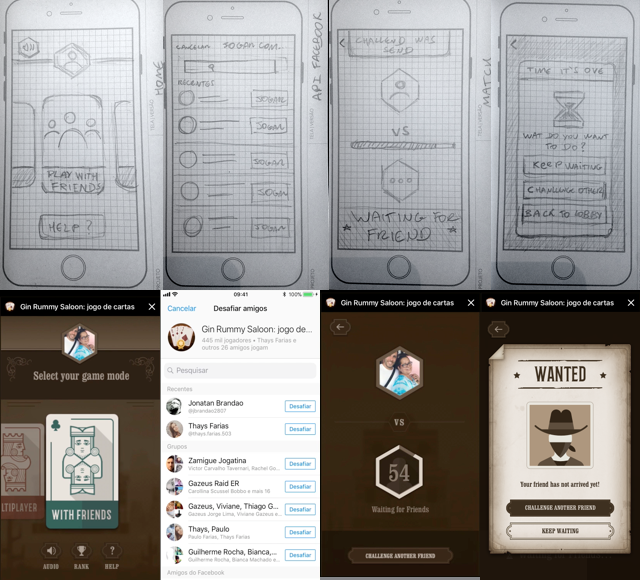 PLAY WITH
FRIENDS
HELP?
HOME
CANCELAR JOGAR COM...
RECENTES
JOGAR
JOGAR
JOGAR
JOGAR
JOGAR
API FACEBOOK
CHALLEND WAS
SEND
VS
WAITING FOR
FRIEND
MATCH
TIME IT'S OVE
WAT DO YOU WANT
TO DO?
KEEP WAITING
CHALLENGE OTHER
BACK TO LOBBY
Gin Rummy Saloon: jogo de cartas
Select your game mode
LTIPLAYER
WITH FRIENDS
AUDIO
RANK
HELP
09:41
100%
Cancelar
Desafiar amigos
Gin Rummy Saloon: jogo de...
445 mil jogadores • Thays Farias e
outros 26 amigos jogam
Pesquisar
Recentes
Jonatan Brandao
@jbrandao2807
Desafiar
Thays Farias
@thays.farias.503
Desafiar
Grupos
Zamigue Jogatina
Victor Carvalho Tavernari, Rachel Go...
Desafiar
Gazeus Raid ER
Carolina Soussei Bobbio e mais 16
Desafiar
Gazeus, Viviane, Thiago G...
Gazeus Jorge Lima, Viviane Gazeus e...
Desafiar
Thays, Paulo
Paulo Farias, Thays Farias
Desafiar
Guilherme Rocha, Bianca,...
Guilherme Rocha, Bianca Machado e...
Desafiar
Amigos do Facebook
Gin Rummy Saloon: jogo de cartas
VS
54
Waiting for Friends
CHALLENGE ANOTHER FRIEND
Gin Rummy Saloon: jogo de cartas
WANTED
Your friend has not arrived yet!
CHALLENGE ANOTHER FRIEND
KEEP WAITING